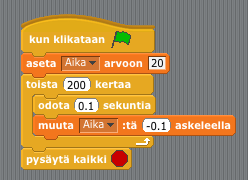 kun klikataan
aseta Aika arvoon 20
toista 200 kertaa
odota 0.1 sekuntia
muuta Aika :tä -0.1 askeleella
pysäytä kaikki